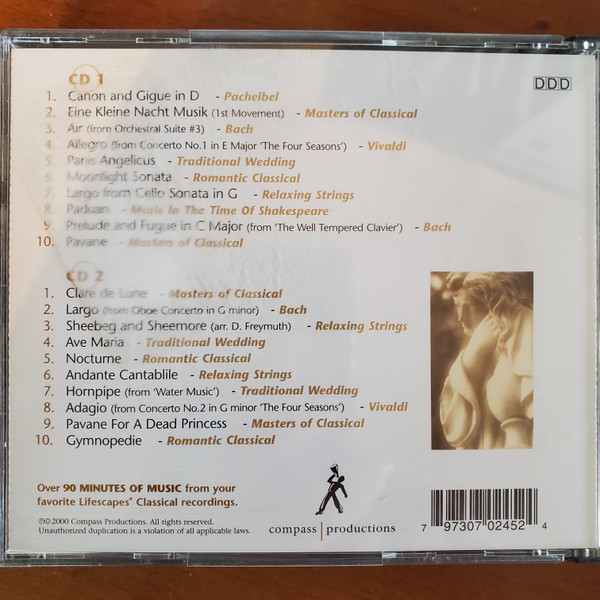 CD 1
DDD
1. Canon and Gigue in D - Pachelbel
2. Eine Kleine Nacht Musik (1st Movement) - Masters of Classical
3. Air (from Orchestral Suite #3) - Bach
4. Allegro (from Concerto No.1 in E Major 'The Four Seasons') - Vivaldi
5. Panis Angelicus - Traditional Wedding
6. Moonlight Sonata - Romantic Classical
7. Largo from Cello Sonata in G - Relaxing Strings
8. Paduan - Music In The Time Of Shakespeare
9. Prelude and Fugue in C Major (from 'The Well Tempered Clavier') - Bach
10. Pavane - Masters of Classical
CD 2
1. Clare de Lune - Masters of Classical
2. Largo (from Oboe Concerto in G minor) - Bach
3. Sheebeg and Sheemore (arr. D. Freymuth) - Relaxing Strings
4. Ave Maria - Traditional Wedding
5. Nocturne - Romantic Classical
6. Andante Cantablile - Relaxing Strings
7. Hornpipe (from 'Water Music') - Traditional Wedding
8. Adagio (from Concerto No.2 in G minor 'The Four Seasons') - Vivaldi
9. Pavane For A Dead Princess - Masters of Classical
10. Gymnopedie - Romantic Classical
Over 90 MINUTES OF MUSIC from your
favorite Lifescapes® Classical recordings.
℗©2000 Compass Productions. All rights reserved.
Unauthorized duplication is a violation of all applicable laws.
compass | productions
7 97307 02452 4